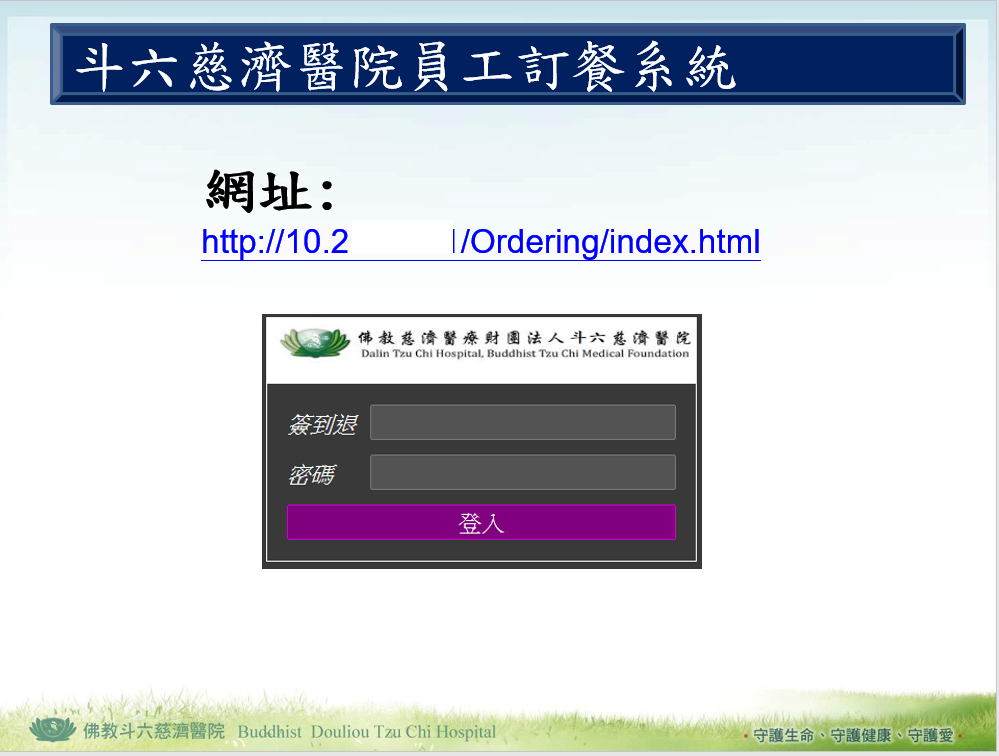 斗六慈濟醫院員工訂餐系統
網址：
http://10.2 1/Ordering/index.html
佛教慈濟醫療財團法人斗六慈濟醫院
Dalin Tzu Chi Hospital, Buddhist Tzu Chi Medical Foundation
簽到退
密碼
登入
佛教斗六慈濟醫院 Buddhist Douliou Tzu Chi Hospital
·守護生命、守護健康、守護愛·